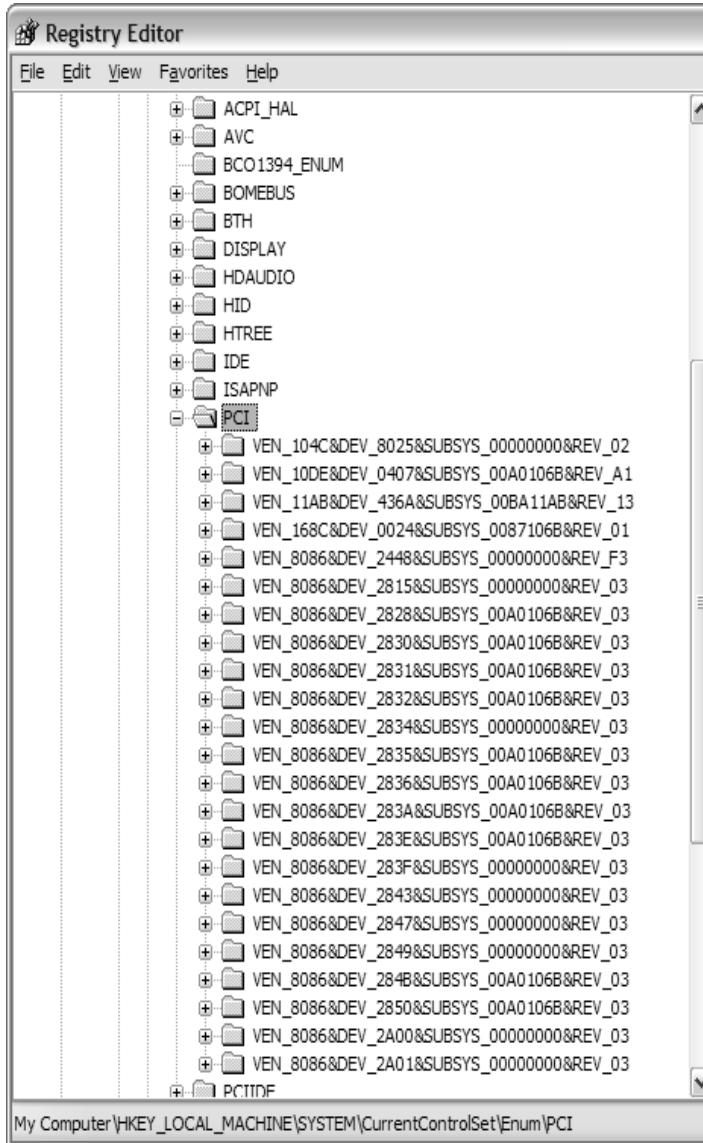 Registry Editor
File Edit View Favorites Help
ACPI_HAL
AVC
BCO1394_ENUM
BOMEBUS
BTH
DISPLAY
HDAUDIO
HID
HTREE
IDE
ISAPNP
PCI
VEN_104C&DEV_8025&SUBSYS_00000000&REV_02
VEN_10DE&DEV_0407&SUBSYS_00A0106B&REV_A1
VEN_11AB&DEV_436A&SUBSYS_00BA11AB&REV_13
VEN_168C&DEV_0024&SUBSYS_0087106B&REV_01
VEN_8086&DEV_2448&SUBSYS_00000000&REV_F3
VEN_8086&DEV_2815&SUBSYS_00000000&REV_03
VEN_8086&DEV_2828&SUBSYS_00A0106B&REV_03
VEN_8086&DEV_2830&SUBSYS_00A0106B&REV_03
VEN_8086&DEV_2831&SUBSYS_00A0106B&REV_03
VEN_8086&DEV_2832&SUBSYS_00A0106B&REV_03
VEN_8086&DEV_2834&SUBSYS_00000000&REV_03
VEN_8086&DEV_2835&SUBSYS_00A0106B&REV_03
VEN_8086&DEV_2836&SUBSYS_00A0106B&REV_03
VEN_8086&DEV_283A&SUBSYS_00A0106B&REV_03
VEN_8086&DEV_283E&SUBSYS_00A0106B&REV_03
VEN_8086&DEV_283F&SUBSYS_00000000&REV_03
VEN_8086&DEV_2843&SUBSYS_00000000&REV_03
VEN_8086&DEV_2847&SUBSYS_00000000&REV_03
VEN_8086&DEV_2849&SUBSYS_00000000&REV_03
VEN_8086&DEV_284B&SUBSYS_00A0106B&REV_03
VEN_8086&DEV_2850&SUBSYS_00A0106B&REV_03
VEN_8086&DEV_2A00&SUBSYS_00000000&REV_03
VEN_8086&DEV_2A01&SUBSYS_00000000&REV_03
PCIIDE
My Computer\HKEY_LOCAL_MACHINE\SYSTEM\CurrentControlSet\Enum\PCI